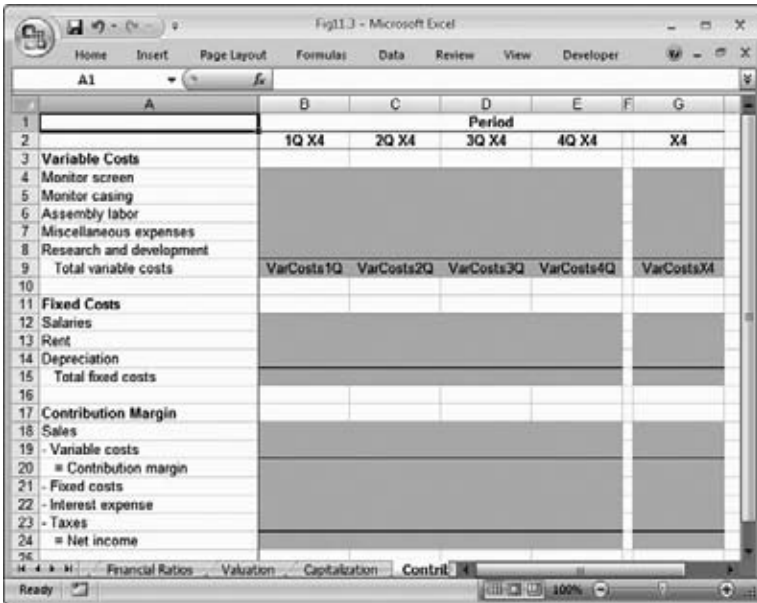 Fig11.3 - Microsoft Excel
Home Insert Page Layout Formulas Data Review View Developer
A1 fx
A B C D E F G
1 Period
2 1Q X4 2Q X4 3Q X4 4Q X4 X4
3 Variable Costs
4 Monitor screen
5 Monitor casing
6 Assembly labor
7 Miscellaneous expenses
8 Research and development
9 Total variable costs VarCosts1Q VarCosts2Q VarCosts3Q VarCosts4Q VarCostsX4
10
11 Fixed Costs
12 Salaries
13 Rent
14 Depreciation
15 Total fixed costs
16
17 Contribution Margin
18 Sales
19 - Variable costs
20 = Contribution margin
21 - Fixed costs
22 - Interest expense
23 - Taxes
24 = Net income
25
Financial Ratios Valuation Capitalization Contrib
Ready 100%